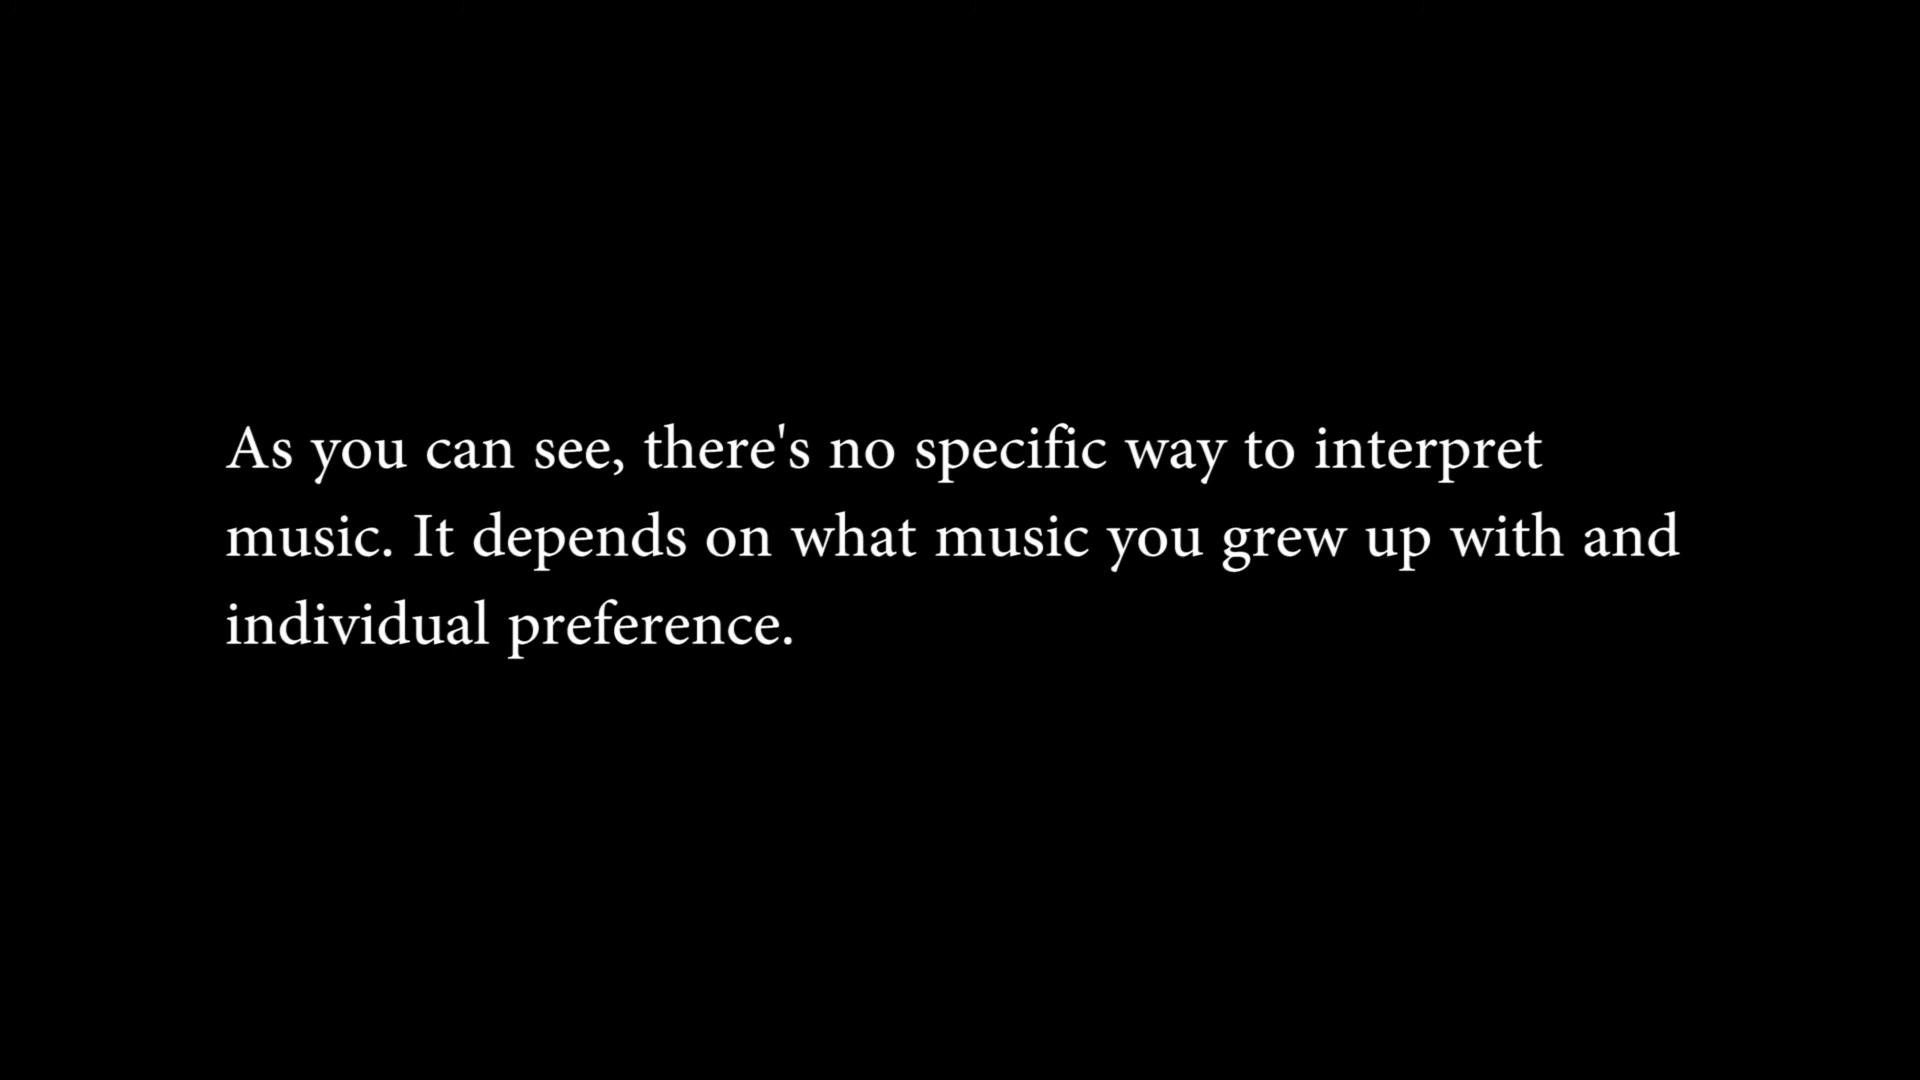 As you can see, there's no specific way to interpret
music. It depends on what music you grew up with and
individual preference.